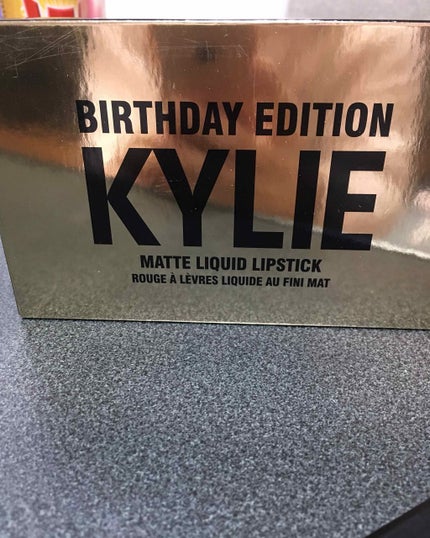 BIRTHDAY EDITION
KYLIE
MATTE LIQUID LIPSTICK
ROUGE À LÈVRES LIQUIDE AU FINI MAT